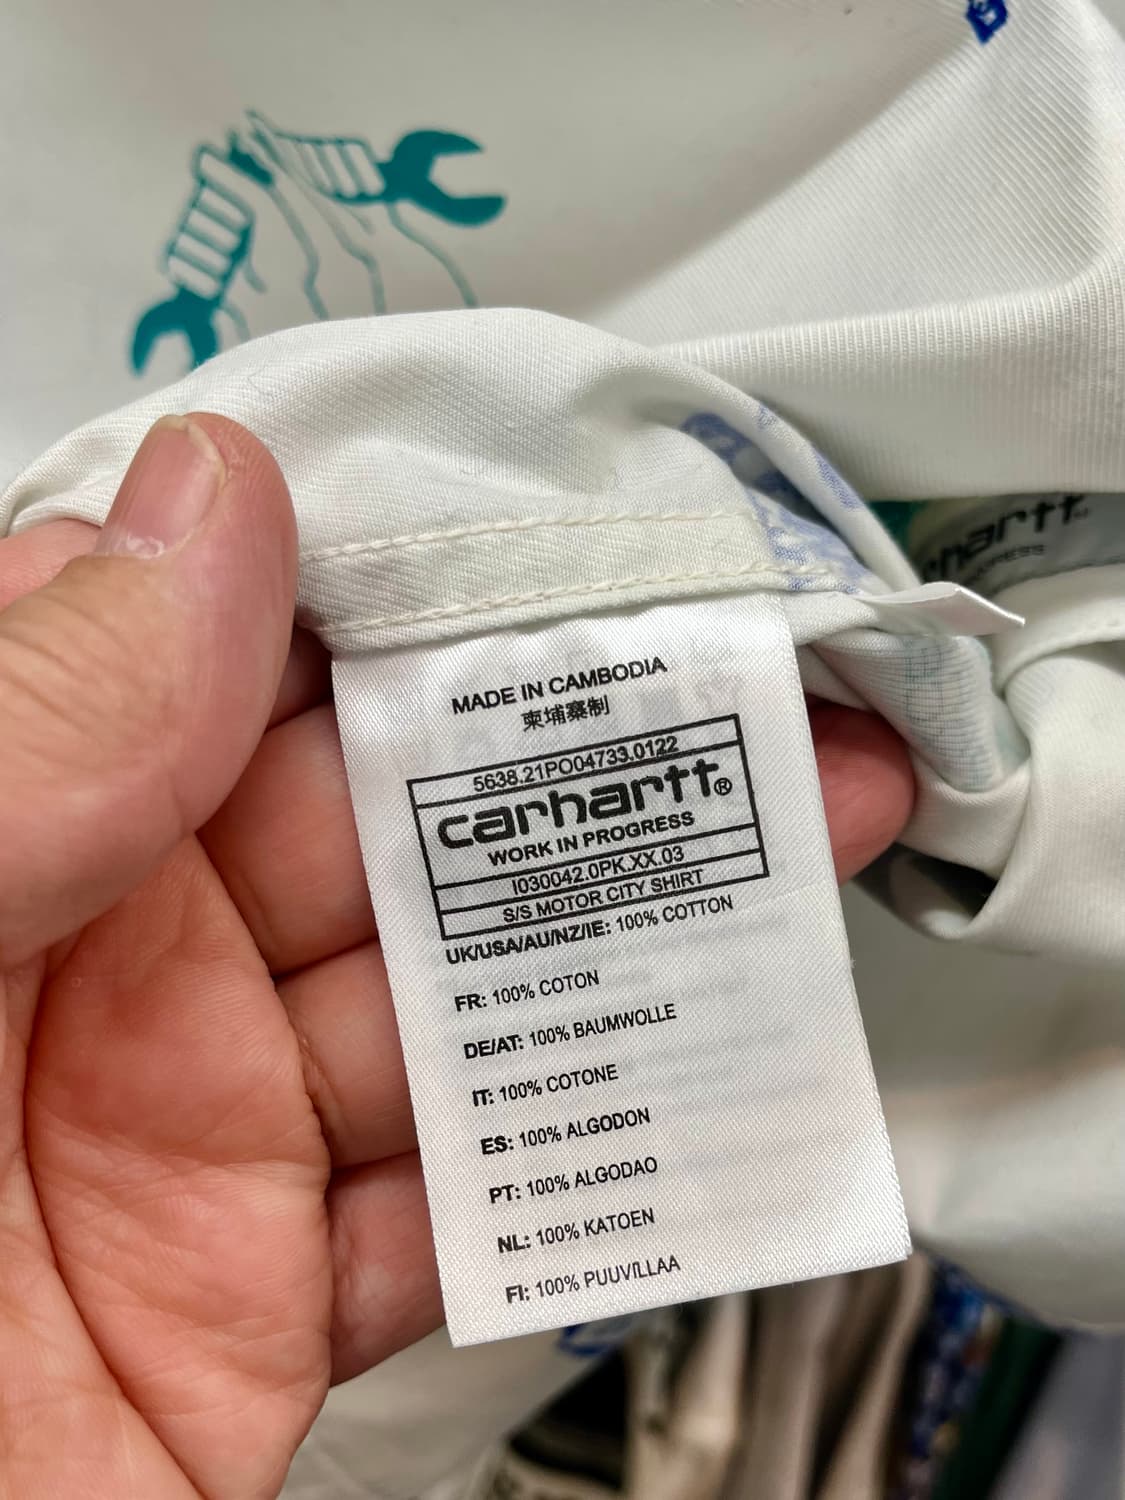 MADE IN CAMBODIA
柬埔寨制
5638.21PO04733.0122
carhartt®
WORK IN PROGRESS
I030042.0PK.XX.03
S/S MOTOR CITY SHIRT
UK/USA/AU/NZ/IE: 100% COTTON
FR: 100% COTON
DE/AT: 100% BAUMWOLLE
IT: 100% COTONE
ES: 100% ALGODON
PT: 100% ALGODAO
NL: 100% KATOEN
FI: 100% PUUVILLAA